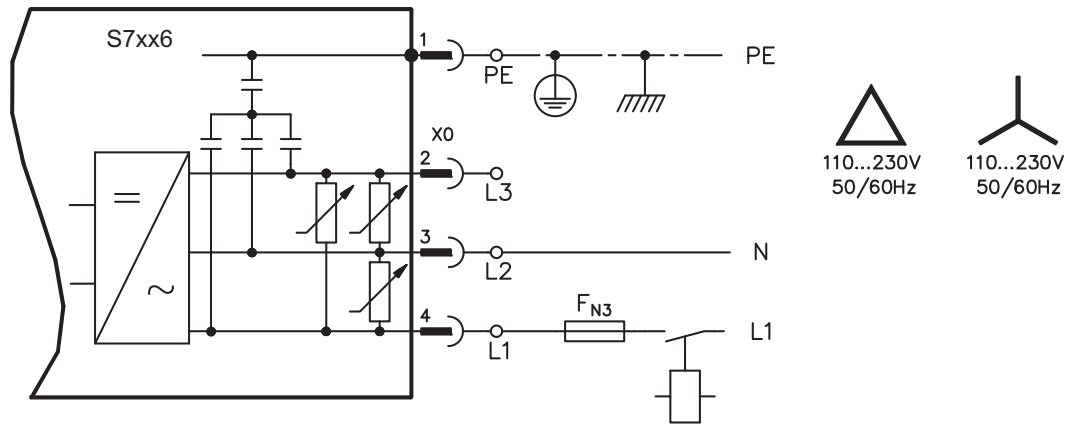 S7xx6
1
PE
PE
X0
2
L3
3
L2
N
4
L1
FN3
L1
110...230V
50/60Hz
110...230V
50/60Hz